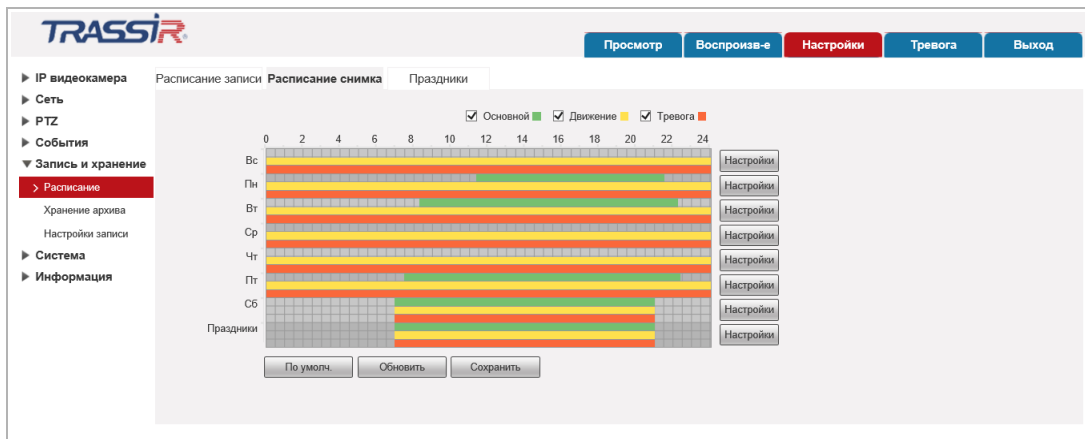 TRASSIR
Просмотр Воспроизв-е Настройки Тревога Выход
IP видеокамера
Сеть
PTZ
События
Запись и хранение
Расписание
Хранение архива
Настройки записи
Система
Информация
Расписание записи Расписание снимка Праздники
Основной Движение Тревога
0 2 4 6 8 10 12 14 16 18 20 22 24
Вс Настройки
Пн Настройки
Вт Настройки
Ср Настройки
Чт Настройки
Пт Настройки
Сб Настройки
Праздники Настройки
По умолч. Обновить Сохранить